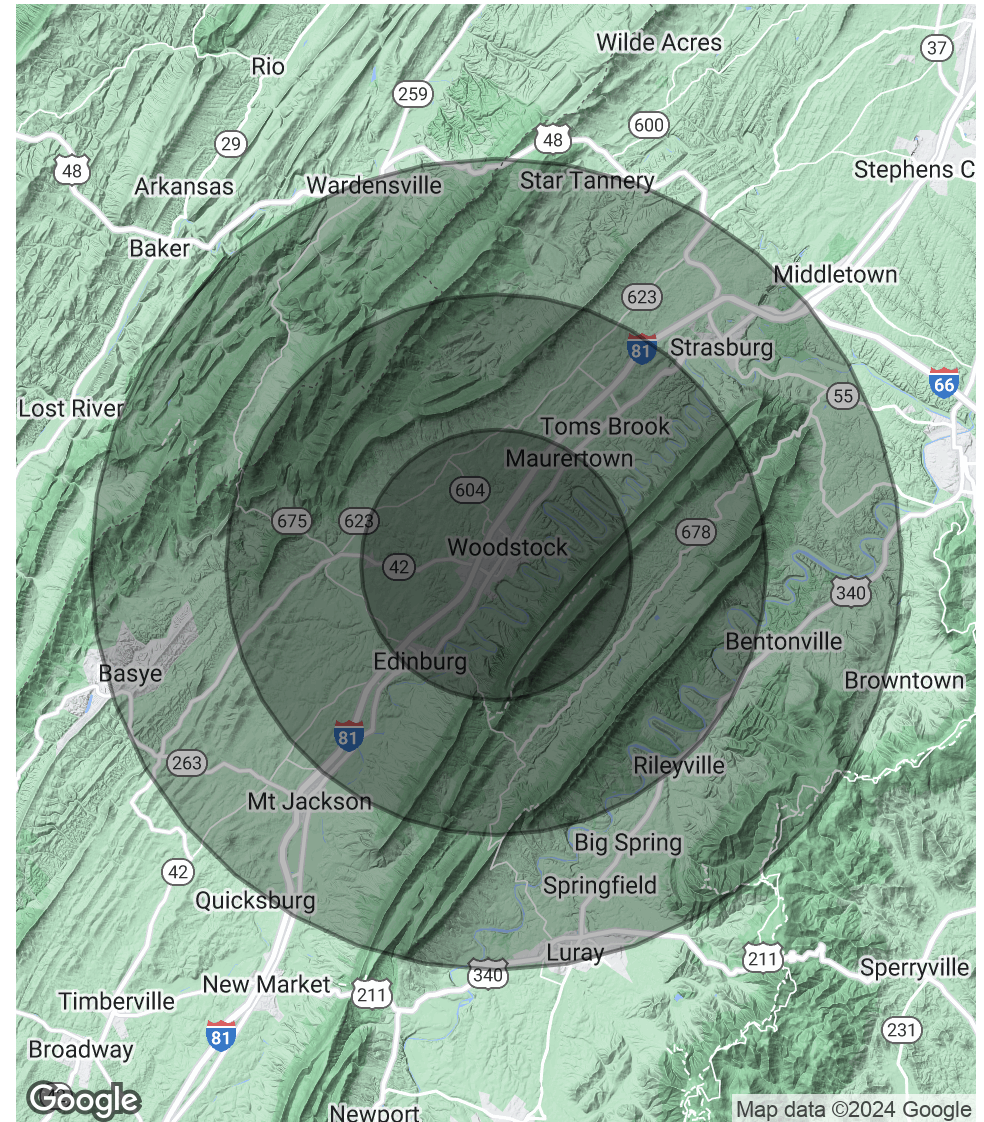 Wilde Acres
37
Rio
259
600
48
29
48
Stephens C
Arkansas
Wardensville
Star Tannery
Baker
Middletown
623
81
Strasburg
66
55
Lost River
Toms Brook
Maurertown
604
675
623
678
Woodstock
42
340
Bentonville
Edinburg
Basye
Browntown
81
263
Rileyville
Mt Jackson
Big Spring
42
Springfield
Quicksburg
Luray
211
340
Sperryville
New Market
211
Timberville
231
81
Broadway
Google
Newport
Map data ©2024 Google